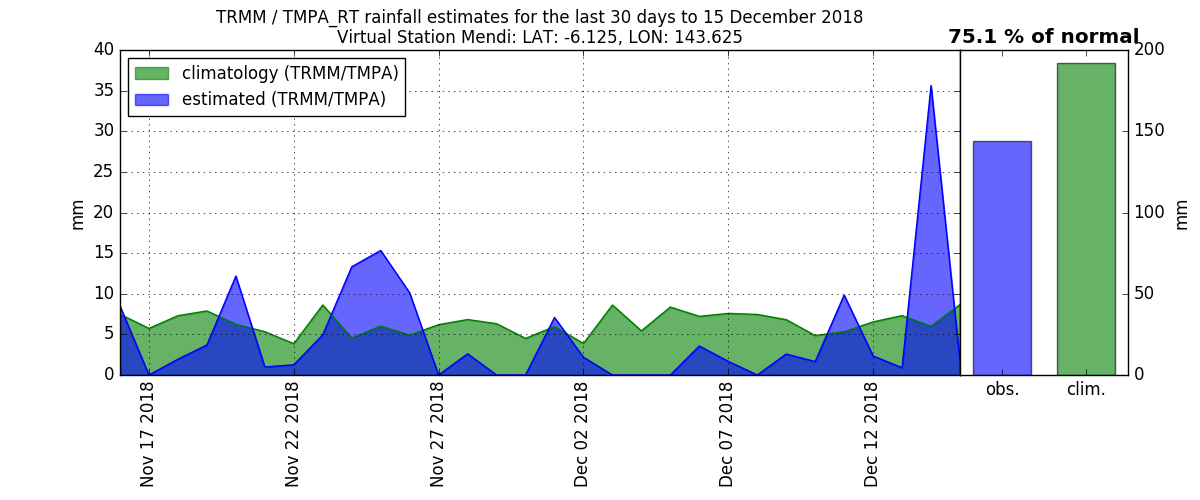 TRMM / TMPA_RT rainfall estimates for the last 30 days to 15 December 2018
Virtual Station Mendi: LAT: -6.125, LON: 143.625
75.1 % of normal
climatology (TRMM/TMPA)
estimated (TRMM/TMPA)
40
35
30
25
20
15
10
5
0
mm
200
150
100
50
0
mm
Nov 17 2018
Nov 22 2018
Nov 27 2018
Dec 02 2018
Dec 07 2018
Dec 12 2018
obs.
clim.